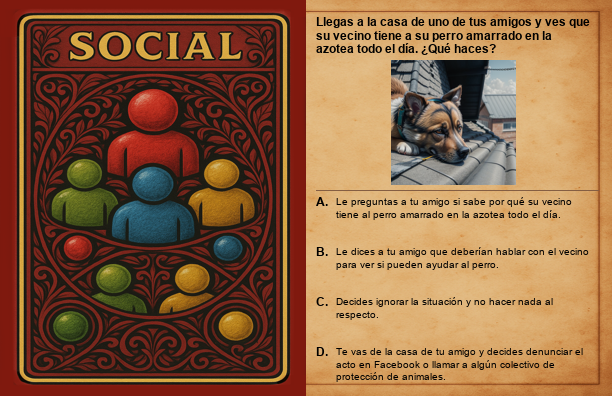 SOCIAL
Llegas a la casa de uno de tus amigos y ves que
su vecino tiene a su perro amarrado en la
azotea todo el día. ¿Qué haces?
A. Le preguntas a tu amigo si sabe por qué su vecino
tiene al perro amarrado en la azotea todo el día.
B. Le dices a tu amigo que deberían hablar con el vecino
para ver si pueden ayudar al perro.
C. Decides ignorar la situación y no hacer nada al
respecto.
D. Te vas de la casa de tu amigo y decides denunciar el
acto en Facebook o llamar a algún colectivo de
protección de animales.